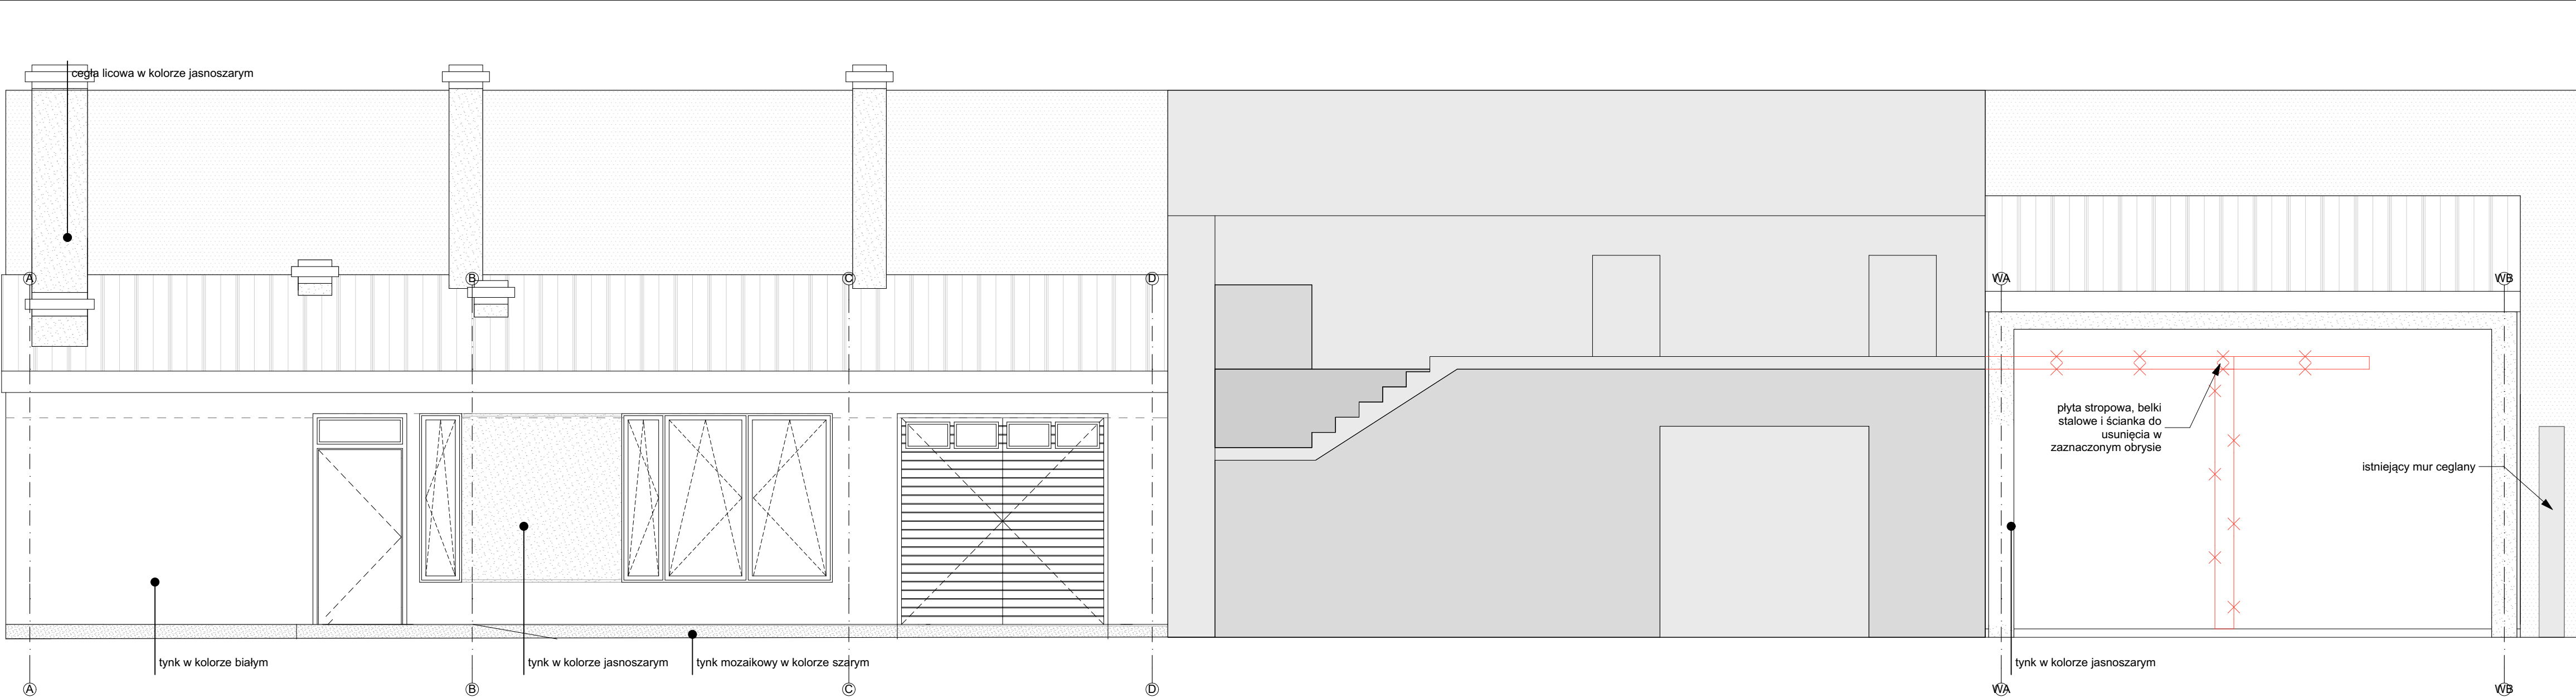 cegła licowa w kolorze jasnoszarym
A
B
C
D
WA
WB
płyta stropowa, belki
stalowe i ścianka do
usunięcia w
zaznaczonym obrysie
istniejący mur ceglany
tynk w kolorze białym
tynk w kolorze jasnoszarym
tynk mozaikowy w kolorze szarym
tynk w kolorze jasnoszarym
A
B
C
D
WA
WB